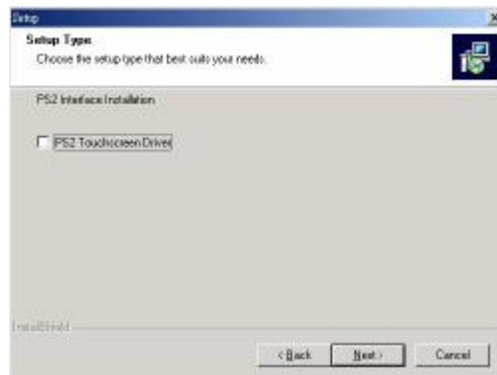 Setup
Setup Type
Choose the setup type that best suits your needs.
PS2 Interface Installation
PS2 Touchscreen Driver
InstallShield
< Back
Next >
Cancel